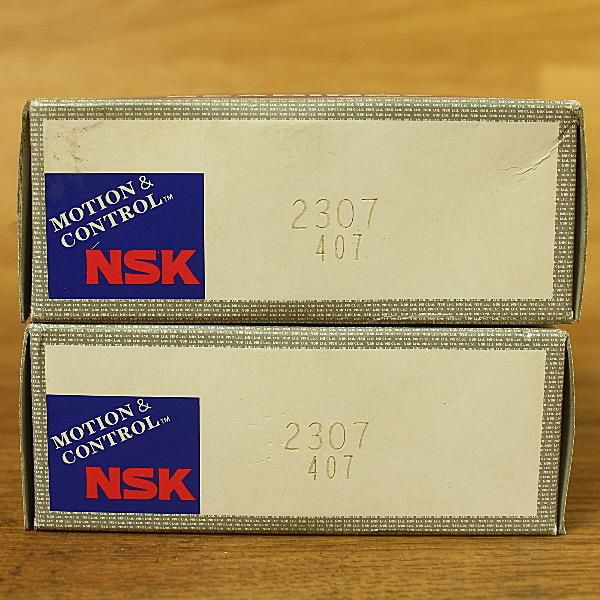 MOTION &
CONTROL™
NSK
2307
407
MOTION &
CONTROL™
NSK
2307
407